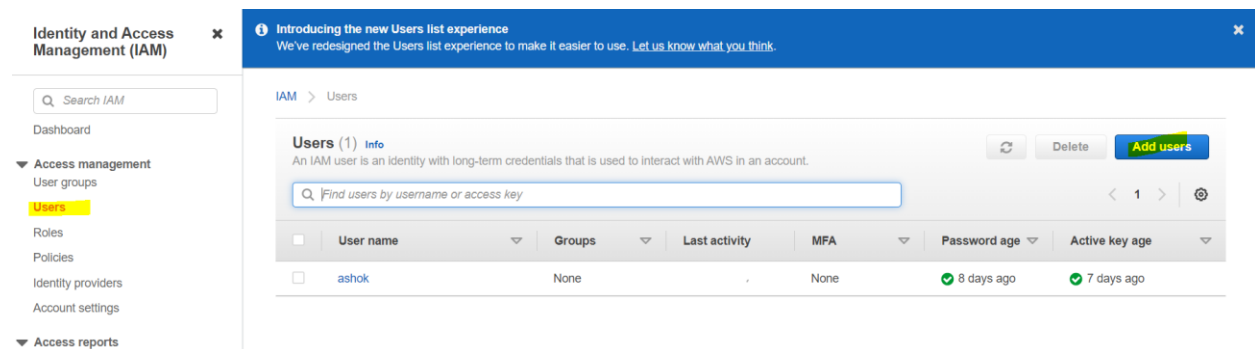 Identity and Access
Management (IAM)
Search IAM
Dashboard
Access management
User groups
Users
Roles
Policies
Identity providers
Account settings
Access reports
Introducing the new Users list experience
We've redesigned the Users list experience to make it easier to use. Let us know what you think.
IAM > Users
Users (1) Info
An IAM user is an identity with long-term credentials that is used to interact with AWS in an account.
Delete
Add users
Find users by username or access key
< 1 >
User name Groups Last activity MFA Password age Active key age
ashok None None 8 days ago 7 days ago